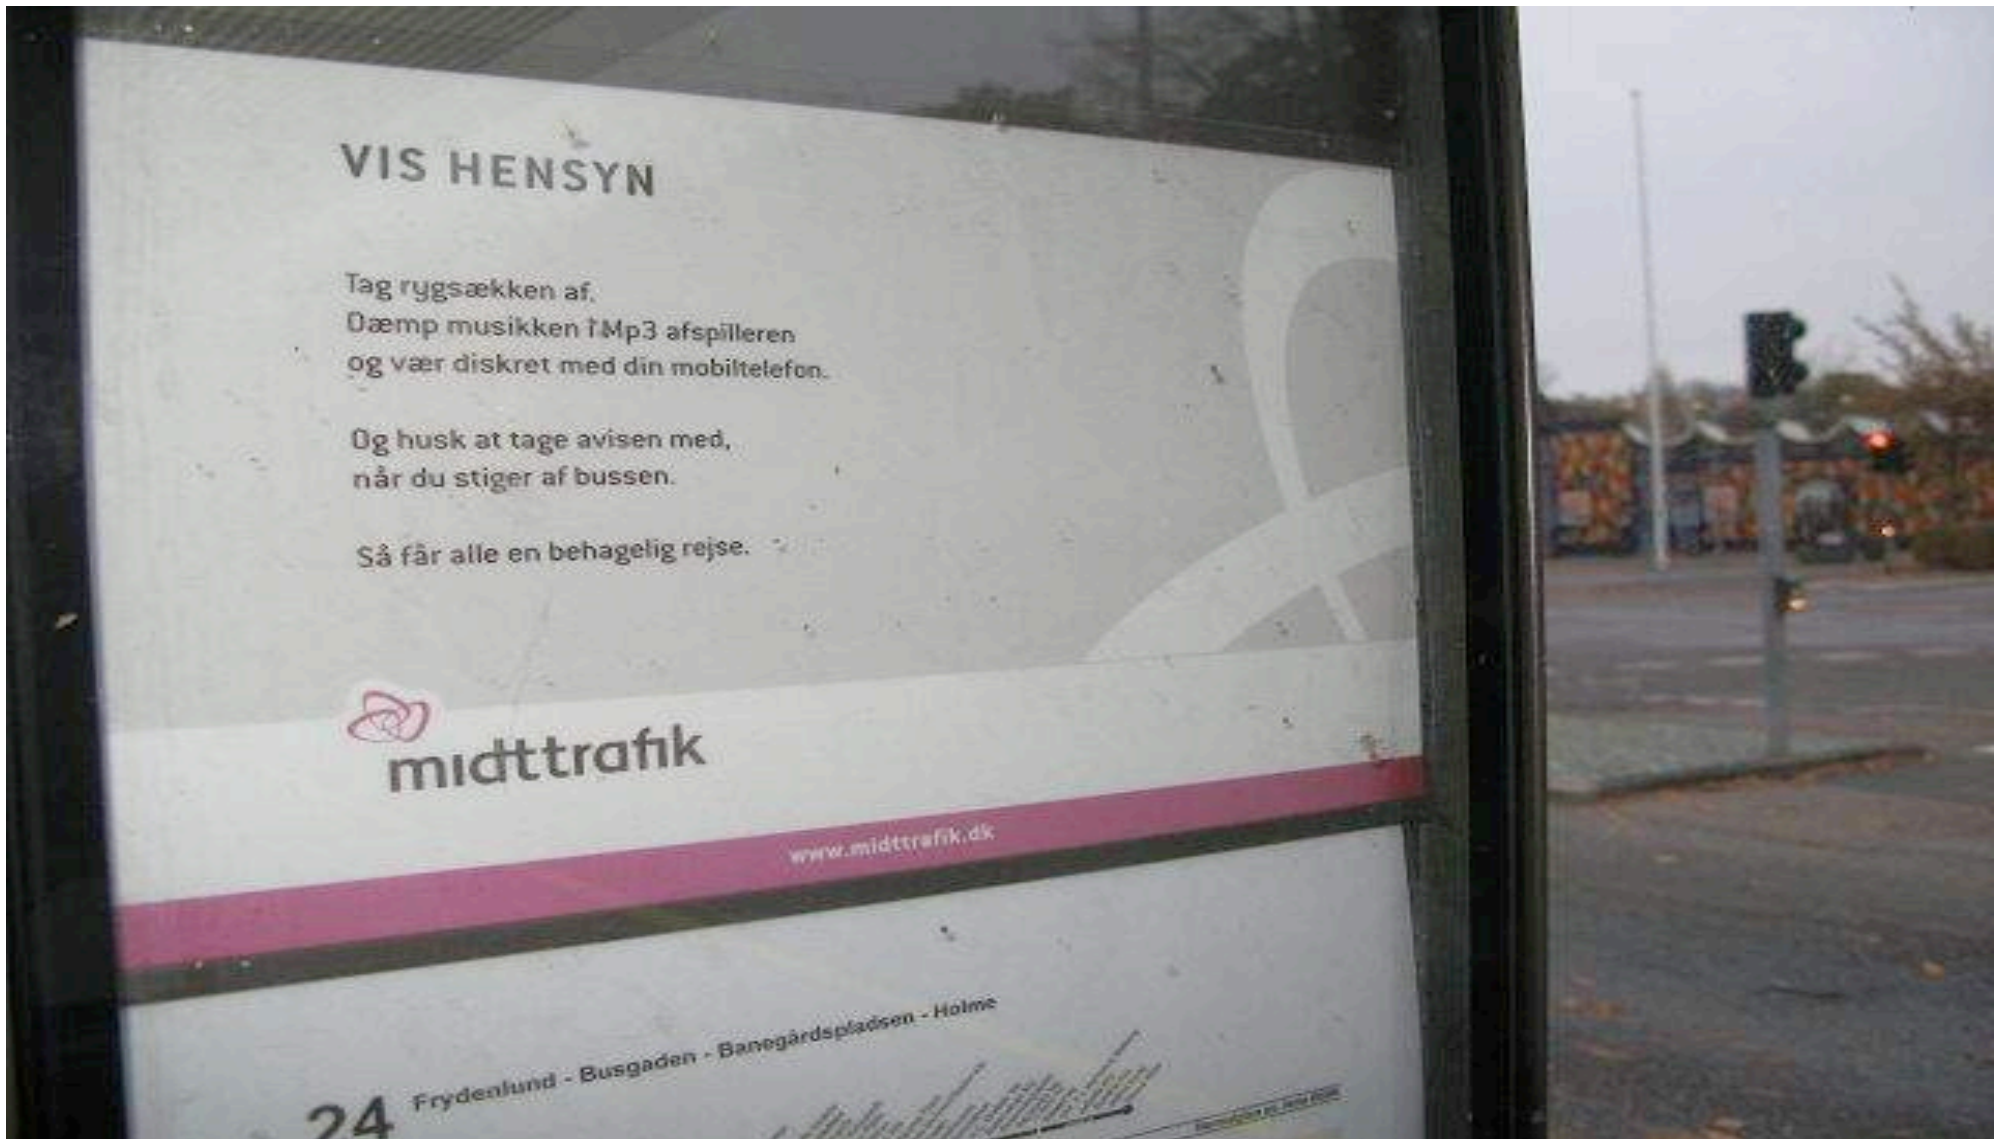 VIS HENSYN
Tag rygsækken af.
Dæmp musikken i Mp3 afspilleren
og vær diskret med din mobiltelefon.
Og husk at tage avisen med,
når du stiger af bussen.
Så får alle en behagelig rejse.
midttrafik
www.midttrafik.dk
24 Frydenlund - Busgaden - Banegårdspladsen - Holme